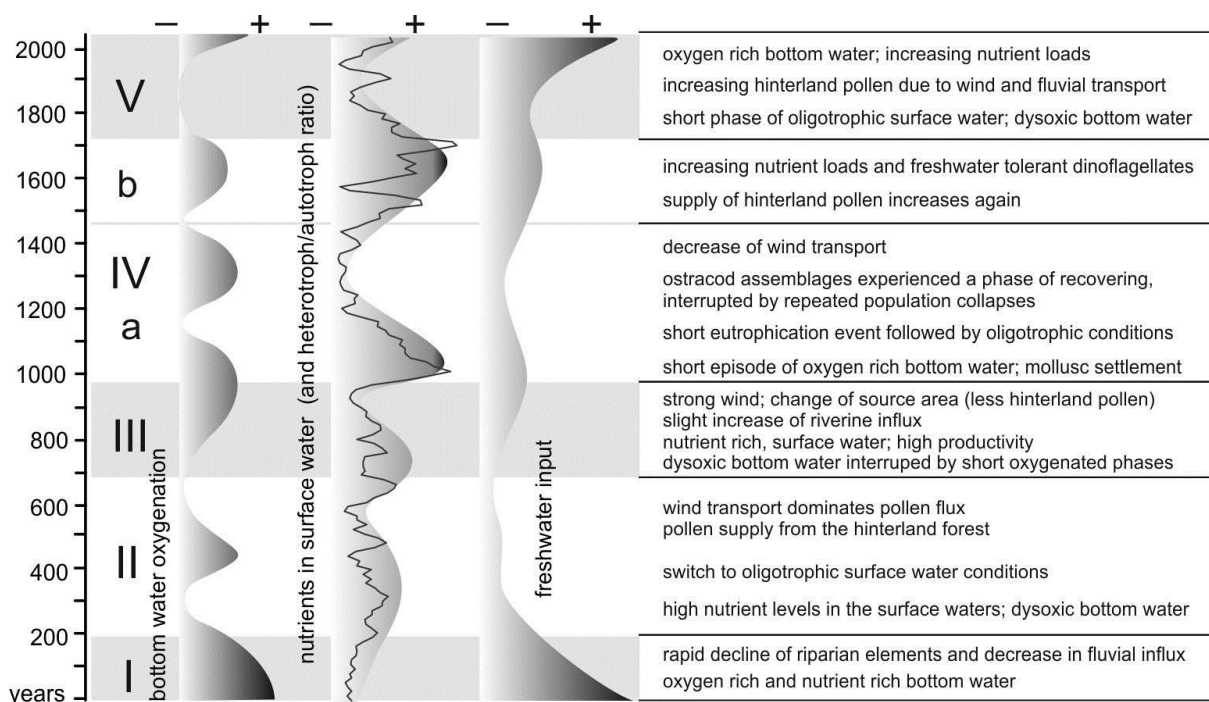 − + − + − +
2000
1800
1600
1400
1200
1000
800
600
400
200
years
V
b
IV
a
III
II
I
bottom water oxygenation
nutrients in surface water (and heterotroph/autotroph ratio)
freshwater input
oxygen rich bottom water; increasing nutrient loads
increasing hinterland pollen due to wind and fluvial transport
short phase of oligotrophic surface water; dysoxic bottom water
increasing nutrient loads and freshwater tolerant dinoflagellates
supply of hinterland pollen increases again
decrease of wind transport
ostracod assemblages experienced a phase of recovering,
interrupted by repeated population collapses
short eutrophication event followed by oligotrophic conditions
short episode of oxygen rich bottom water; mollusc settlement
strong wind; change of source area (less hinterland pollen)
slight increase of riverine influx
nutrient rich, surface water; high productivity
dysoxic bottom water interruped by short oxygenated phases
wind transport dominates pollen flux
pollen supply from the hinterland forest
switch to oligotrophic surface water conditions
high nutrient levels in the surface waters; dysoxic bottom water
rapid decline of riparian elements and decrease in fluvial influx
oxygen rich and nutrient rich bottom water